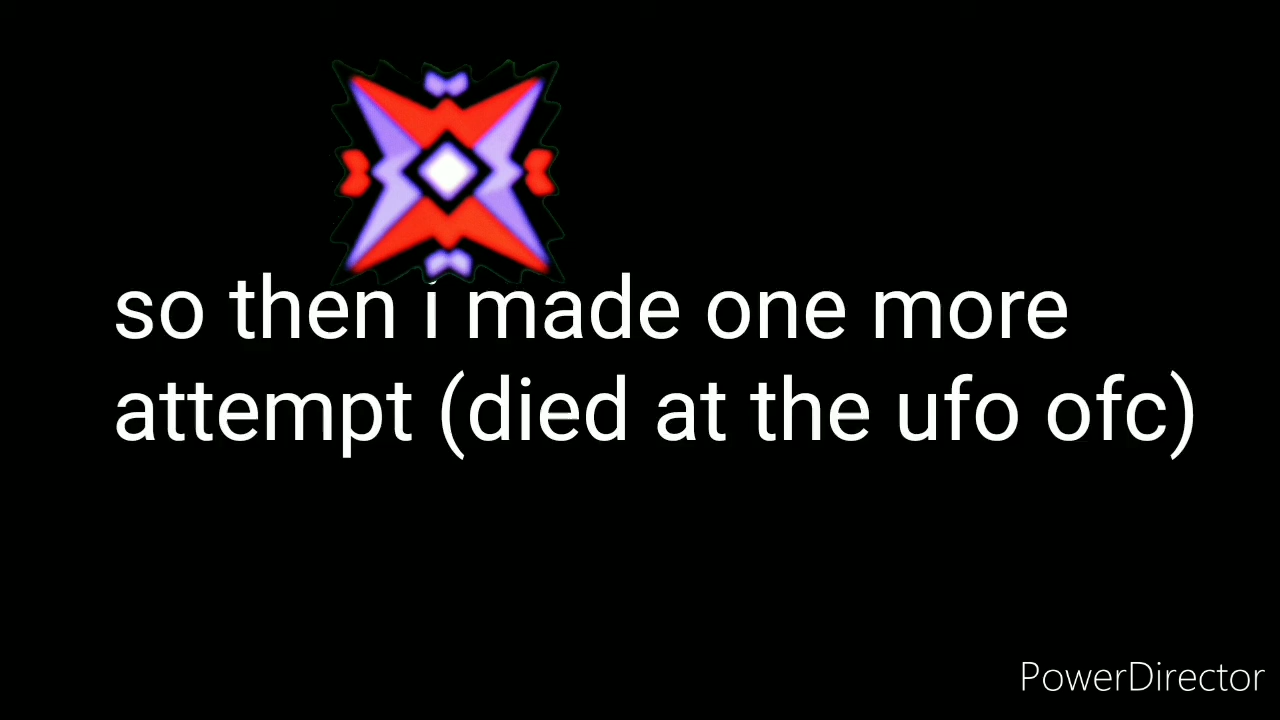 so then i made one more
attempt (died at the ufo ofc)
PowerDirector